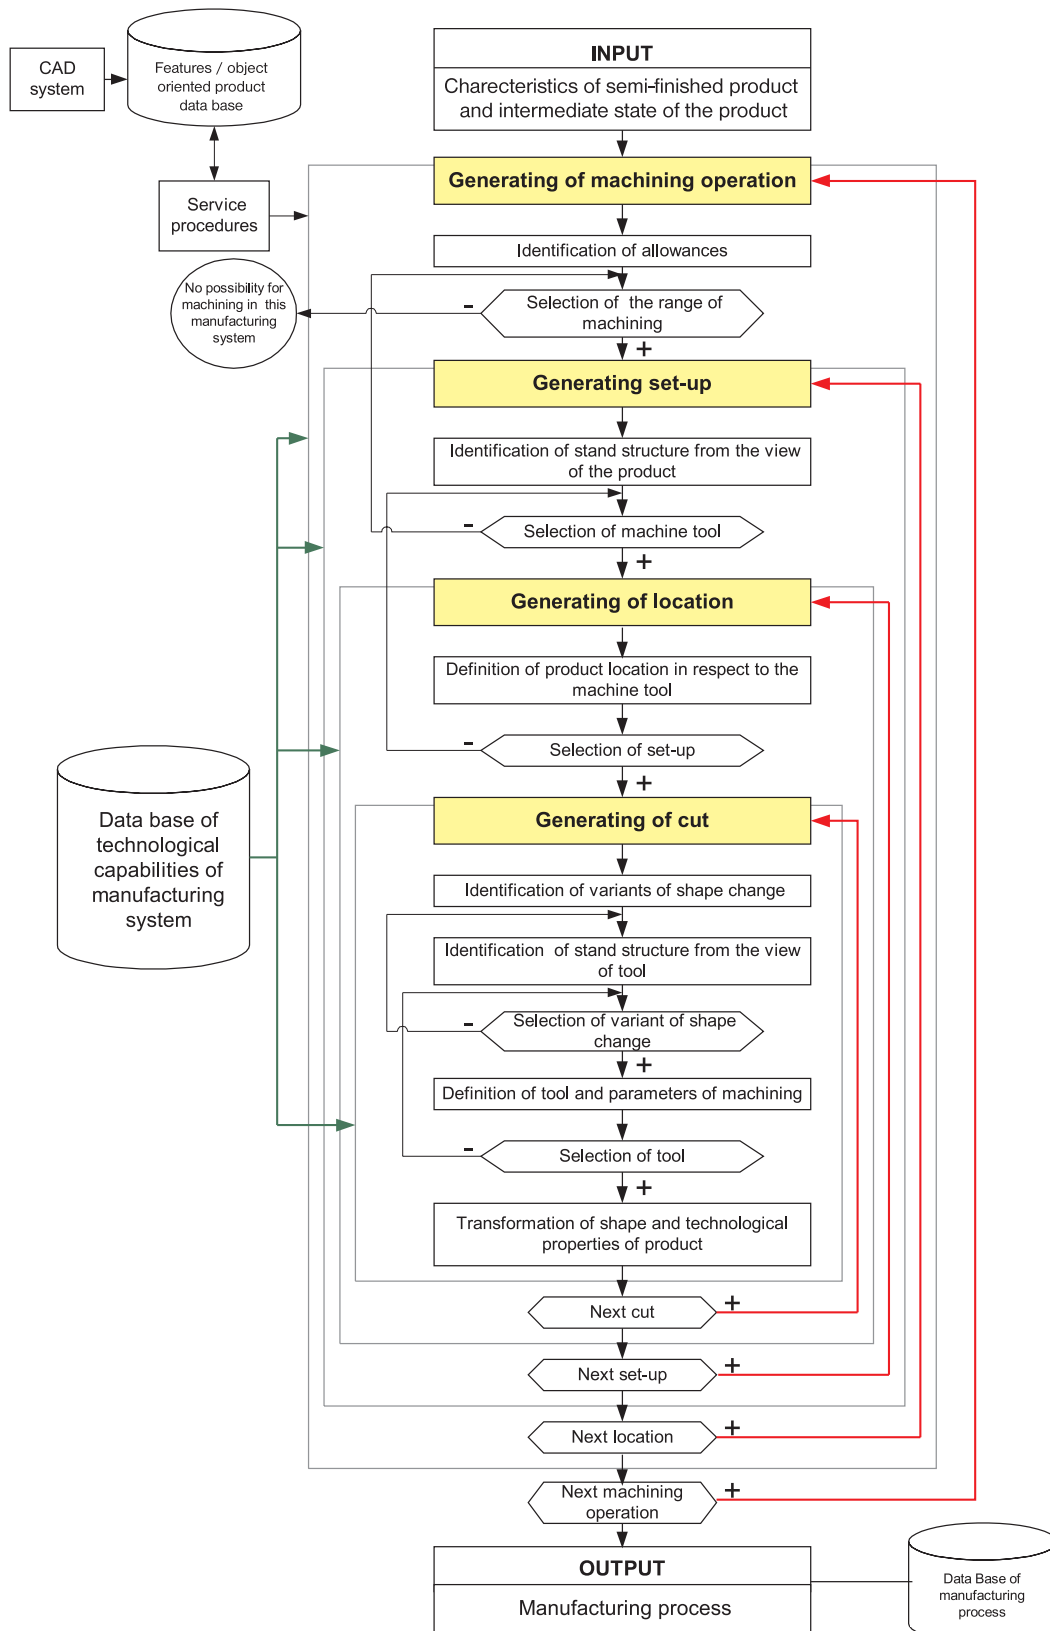 CAD
system
Features / object
oriented product
data base
Service
procedures
No possibility for
machining in this
manufacturing
system
INPUT
Charecteristics of semi-finished product
and intermediate state of the product
Generating of machining operation
Identification of allowances
Selection of the range of
machining
-
+
Generating set-up
Identification of stand structure from the view
of the product
Selection of machine tool
-
+
Generating of location
Definition of product location in respect to the
machine tool
Selection of set-up
-
+
Data base of
technological
capabilities of
manufacturing
system
Generating of cut
Identification of variants of shape change
Identification of stand structure from the view
of tool
Selection of variant of shape
change
-
+
Definition of tool and parameters of machining
Selection of tool
-
+
Transformation of shape and technological
properties of product
Next cut
+
Next set-up
+
Next location
+
Next machining
operation
+
OUTPUT
Manufacturing process
Data Base of
manufacturing
process